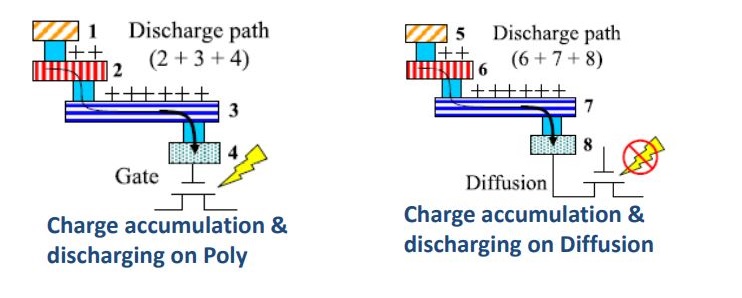 1 Discharge path
(2 + 3 + 4)
++
2
++++++
3
4
Gate
Charge accumulation &
discharging on Poly
5 Discharge path
(6 + 7 + 8)
++
6
++++++
7
8
Diffusion
Charge accumulation &
discharging on Diffusion